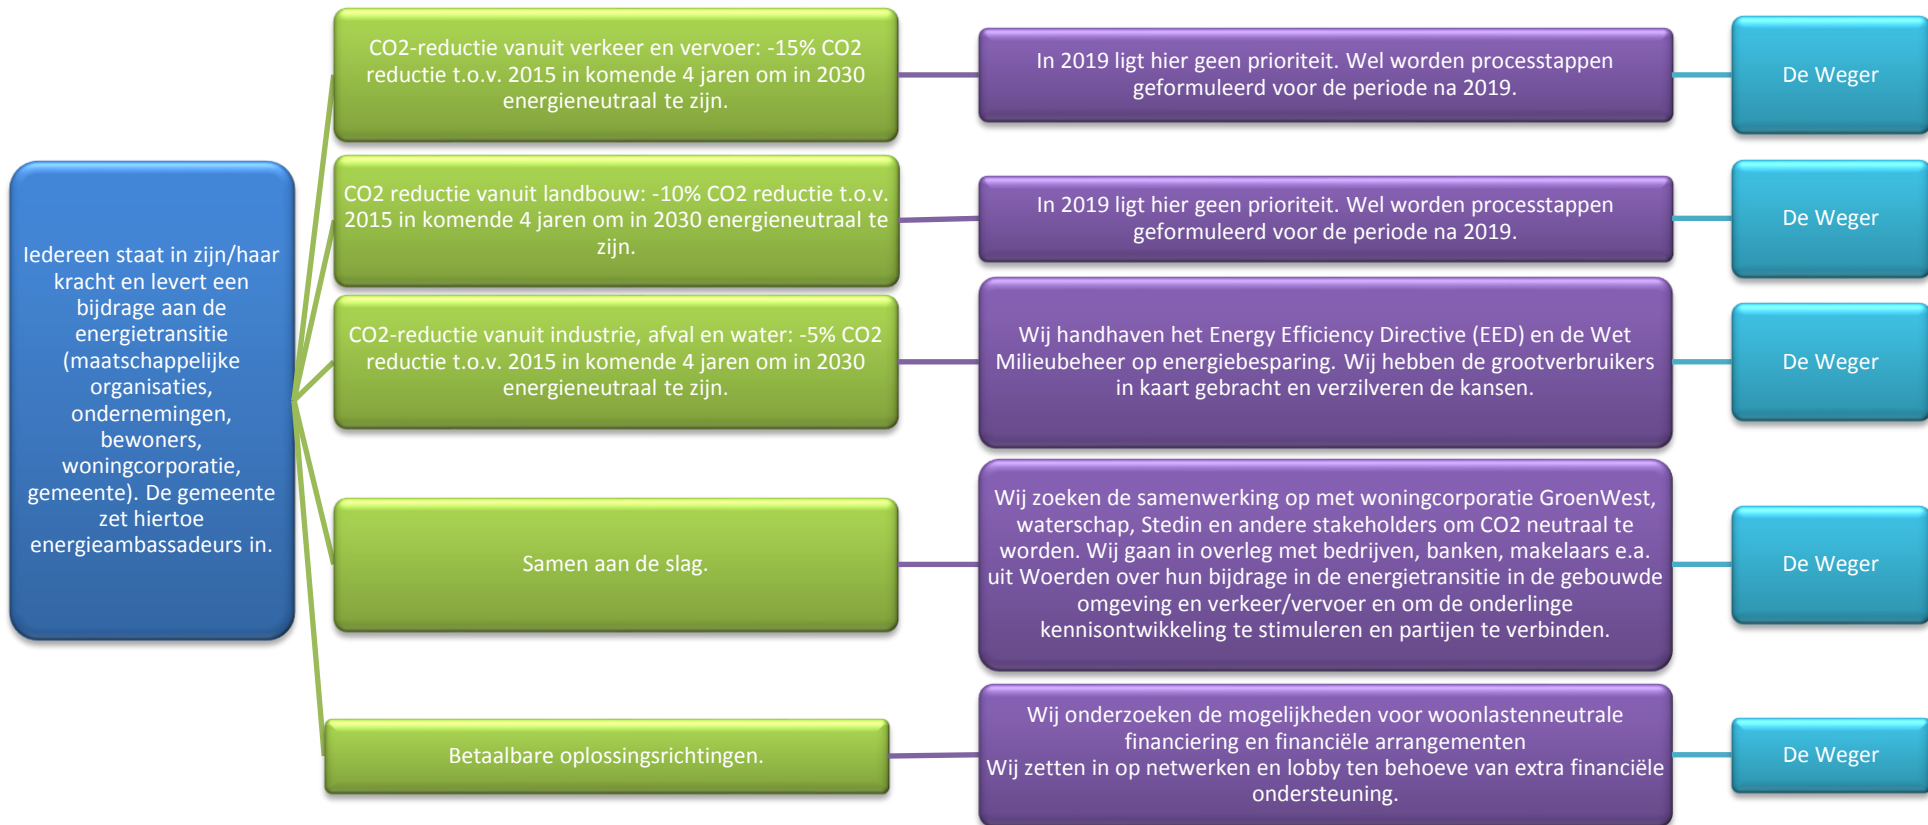 Iedereen staat in zijn/haar
kracht en levert een
bijdrage aan de
energietransitie
(maatschappelijke
organisaties,
ondernemingen,
bewoners,
woningcorporatie,
gemeente). De gemeente
zet hiertoe
energieambassadeurs in.
CO2-reductie vanuit verkeer en vervoer: -15% CO2
reductie t.o.v. 2015 in komende 4 jaren om in 2030
energieneutraal te zijn.
In 2019 ligt hier geen prioriteit. Wel worden processtappen
geformuleerd voor de periode na 2019.
De Weger
CO2 reductie vanuit landbouw: -10% CO2 reductie t.o.v.
2015 in komende 4 jaren om in 2030 energieneutraal te
zijn.
In 2019 ligt hier geen prioriteit. Wel worden processtappen
geformuleerd voor de periode na 2019.
De Weger
CO2-reductie vanuit industrie, afval en water: -5% CO2
reductie t.o.v. 2015 in komende 4 jaren om in 2030
energieneutraal te zijn.
Wij handhaven het Energy Efficiency Directive (EED) en de Wet
Milieubeheer op energiebesparing. Wij hebben de grootverbruikers
in kaart gebracht en verzilveren de kansen.
De Weger
Samen aan de slag.
Wij zoeken de samenwerking op met woningcorporatie GroenWest,
waterschap, Stedin en andere stakeholders om CO2 neutraal te
worden. Wij gaan in overleg met bedrijven, banken, makelaars e.a.
uit Woerden over hun bijdrage in de energietransitie in de gebouwde
omgeving en verkeer/vervoer en om de onderlinge
kennisontwikkeling te stimuleren en partijen te verbinden.
De Weger
Betaalbare oplossingsrichtingen.
Wij onderzoeken de mogelijkheden voor woonlastenneutrale
financiering en financiële arrangementen
Wij zetten in op netwerken en lobby ten behoeve van extra financiële
ondersteuning.
De Weger